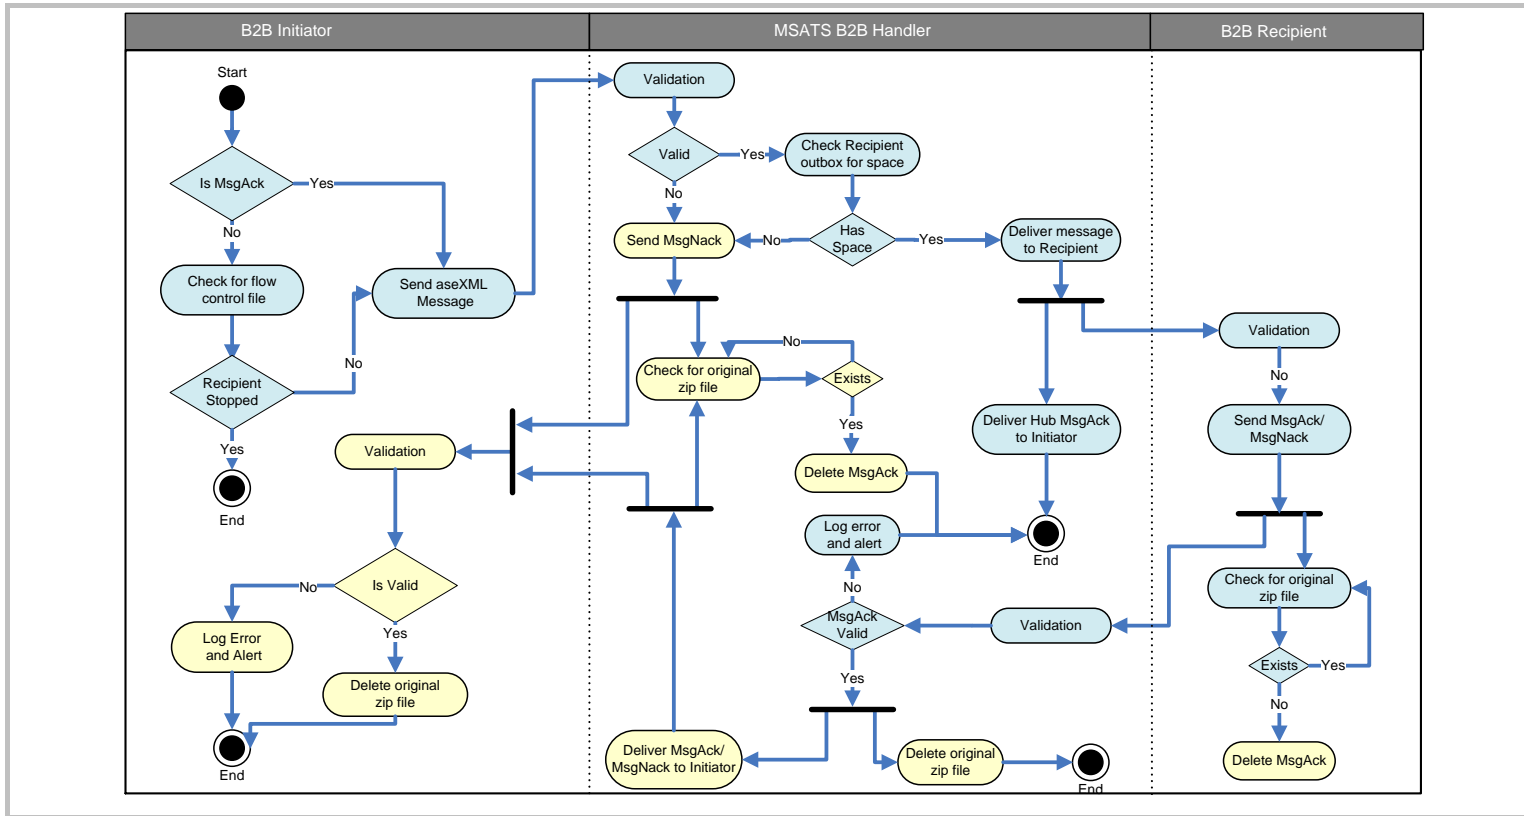 B2B Initiator
MSATS B2B Handler
B2B Recipient
Start
Is MsgAck
Yes
No
Check for flow
control file
Send aseXML
Message
No
Recipient
Stopped
Yes
End
Validation
Is Valid
No
Yes
Log Error
and Alert
Delete original
zip file
End
Validation
Valid
Yes
Check Recipient
outbox for space
No
Send MsgNack
No
Has
Space
Yes
Deliver message
to Recipient
No
Check for original
zip file
Exists
Yes
Delete MsgAck
Deliver Hub MsgAck
to Initiator
Log error
and alert
End
No
MsgAck
Valid
Validation
Yes
Deliver MsgAck/
MsgNack to Initiator
Delete original
zip file
End
Validation
No
Send MsgAck/
MsgNack
Check for original
zip file
Exists
Yes
No
Delete MsgAck